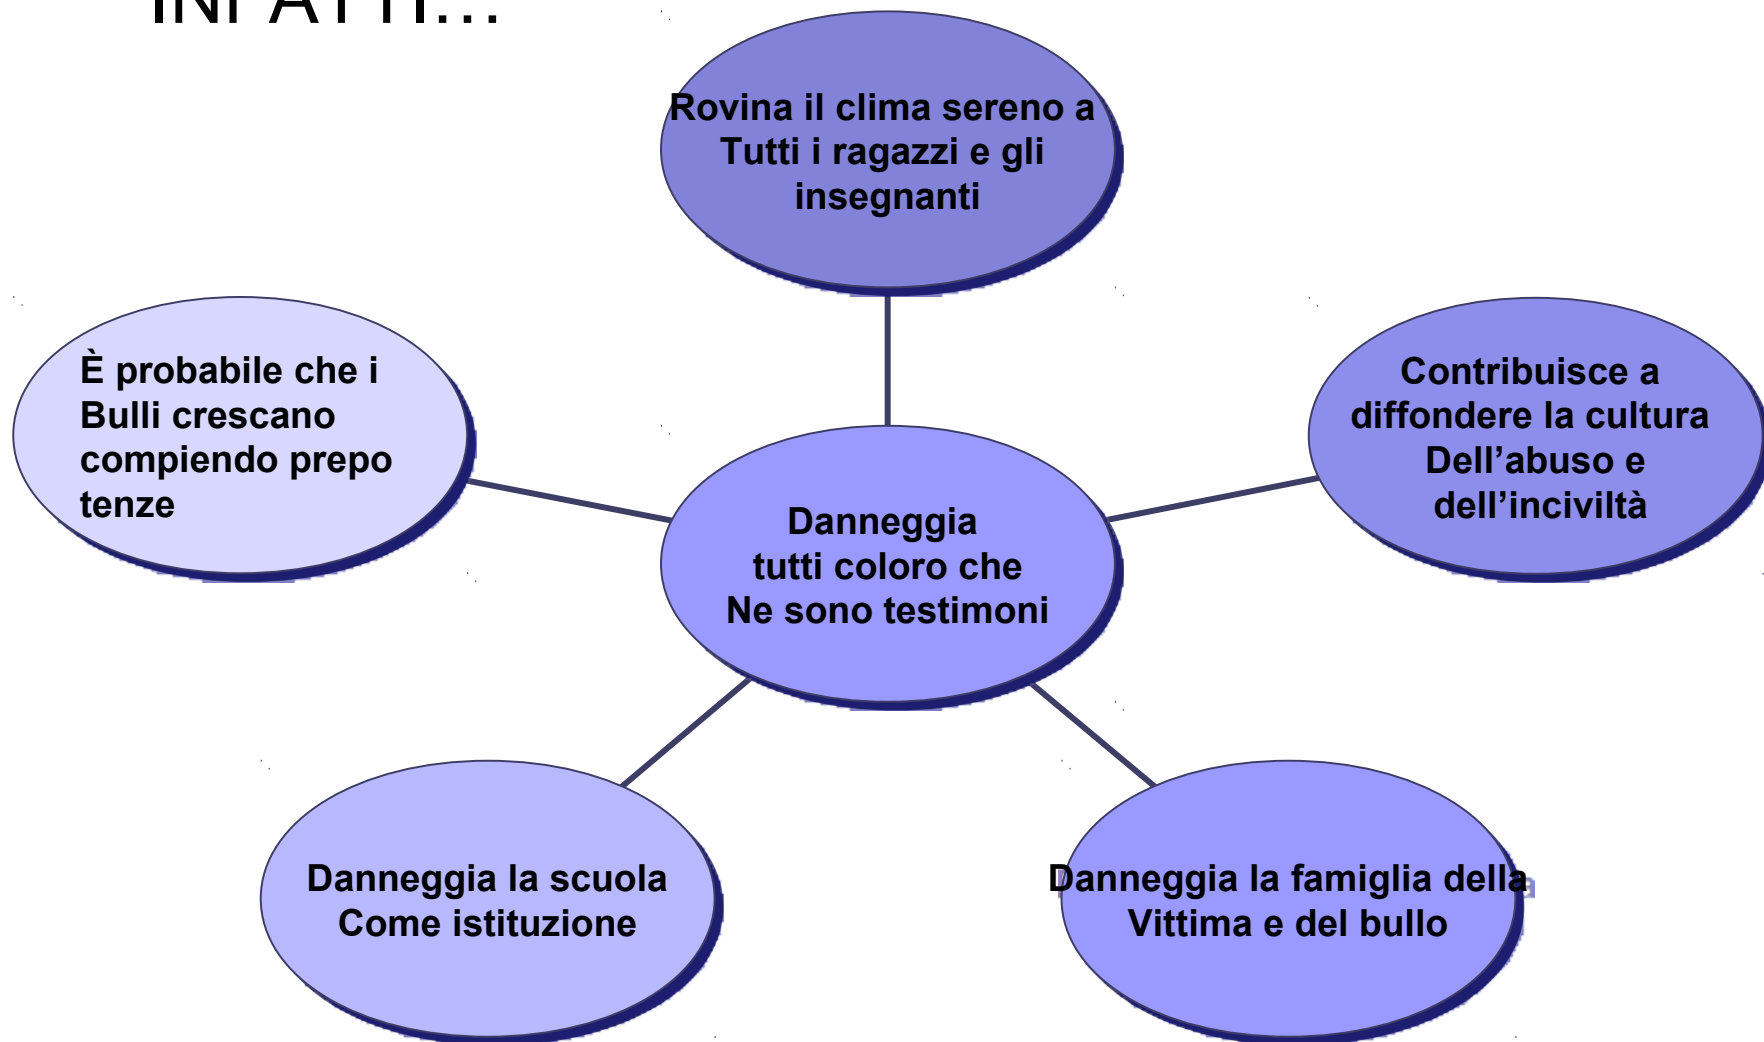 INFATTI…
Rovina il clima sereno a
Tutti i ragazzi e gli
insegnanti
È probabile che i
Bulli crescano
compiendo prepo
tenze
Contribuisce a
diffondere la cultura
Dell’abuso e
dell’inciviltà
Danneggia
tutti coloro che
Ne sono testimoni
Danneggia la scuola
Come istituzione
Danneggia la famiglia della
Vittima e del bullo